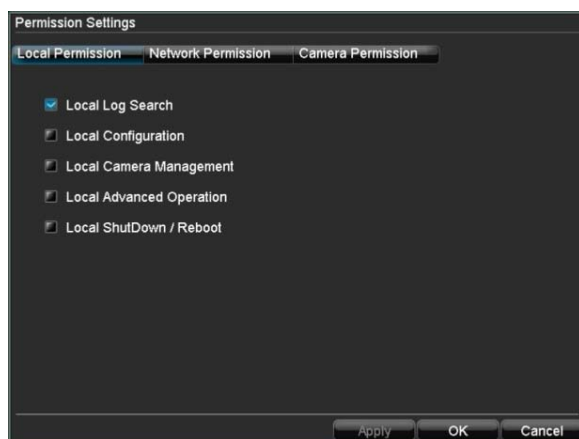 Permission Settings
Local Permission Network Permission Camera Permission
Local Log Search
Local Configuration
Local Camera Management
Local Advanced Operation
Local ShutDown / Reboot
Apply OK Cancel